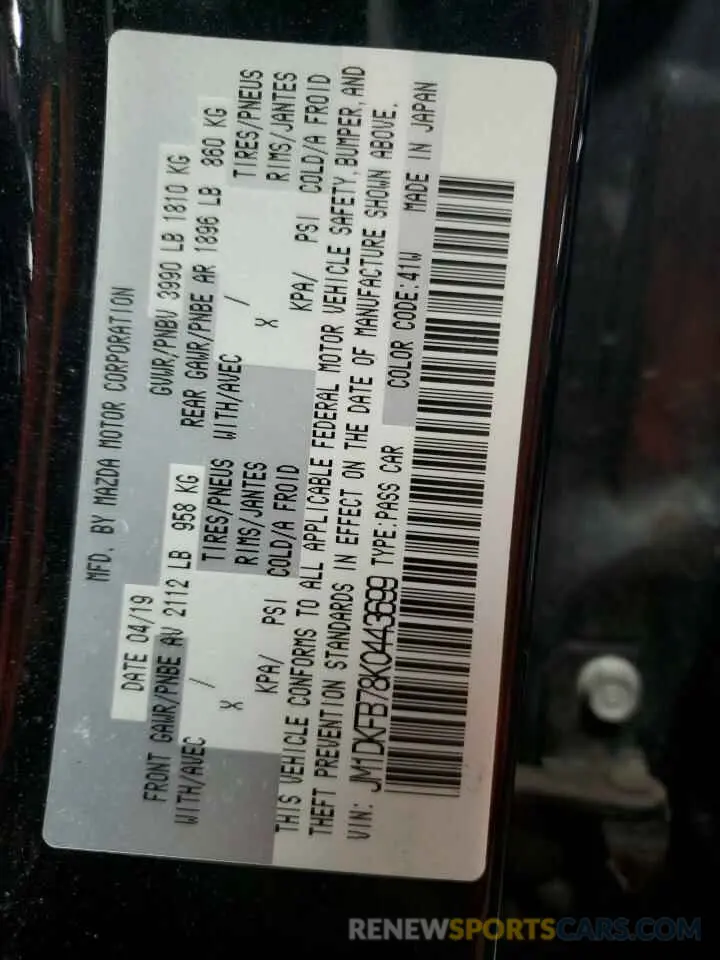 MFD. BY MAZDA MOTOR CORPORATION
DATE 04/19 GVWR/PNBV 3990 LB 1810 KG
FRONT GAWR/PNBE AV 2112 LB 958 KG REAR GAWR/PNBE AR 1896 LB 860 KG
WITH/AVEC / TIRES/PNEUS WITH/AVEC / TIRES/PNEUS
X RIMS/JANTES X RIMS/JANTES
KPA/ PSI COLD/A FROID KPA/ PSI COLD/A FROID
THIS VEHICLE CONFORMS TO ALL APPLICABLE FEDERAL MOTOR VEHICLE SAFETY, BUMPER, AND
THEFT PREVENTION STANDARDS IN EFFECT ON THE DATE OF MANUFACTURE SHOWN ABOVE.
VIN: JM1DKFB78K0443699 TYPE:PASS CAR COLOR CODE:41W MADE IN JAPAN
RENEWSPORTSCARS.COM